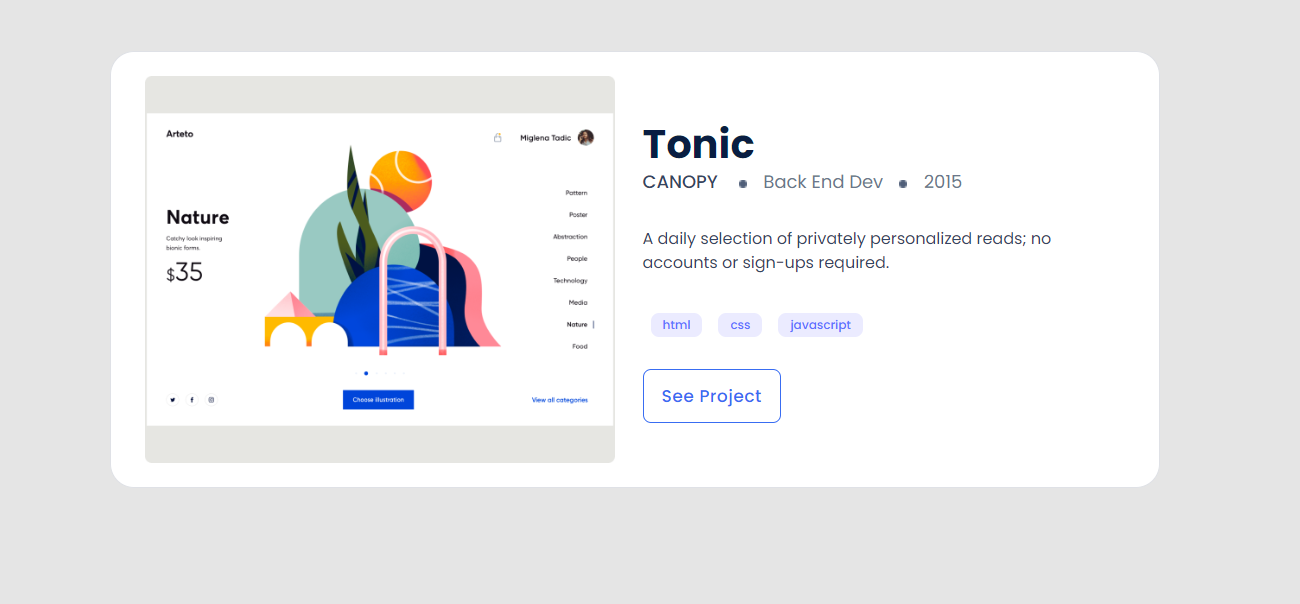 Arteto
Miglena Tadic
Nature
Catchy look inspiring
bionic forms
$35
Pattern
Poster
Abstraction
People
Technology
Media
Nature
Food
Choose illustration
View all categories
Tonic
CANOPY Back End Dev 2015
A daily selection of privately personalized reads; no
accounts or sign-ups required.
html css javascript
See Project